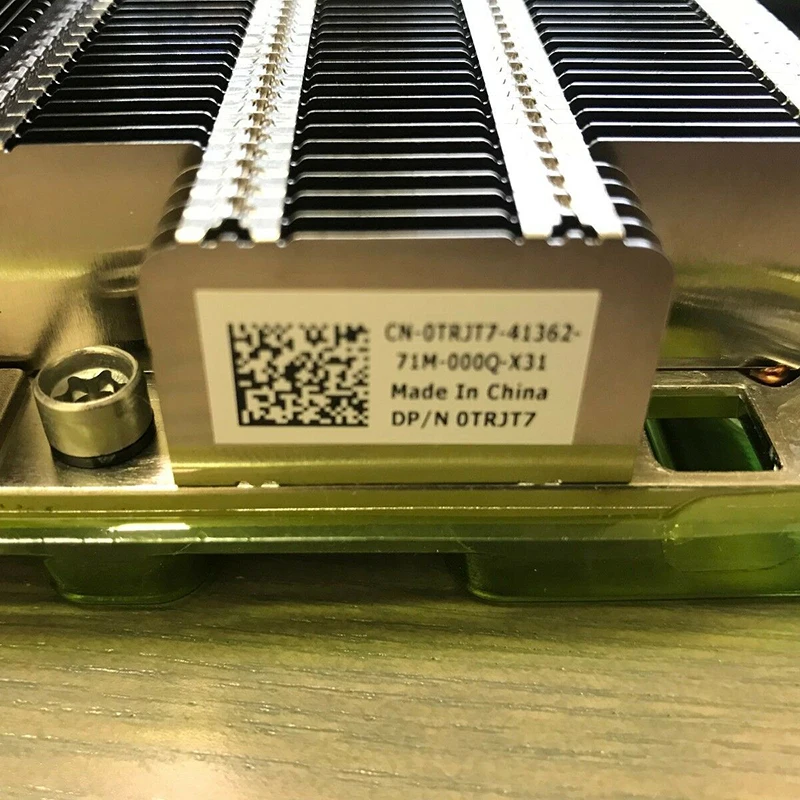 CN-0TRJT7-41362-
71M-000Q-X31
Made In China
DP/N 0TRJT7